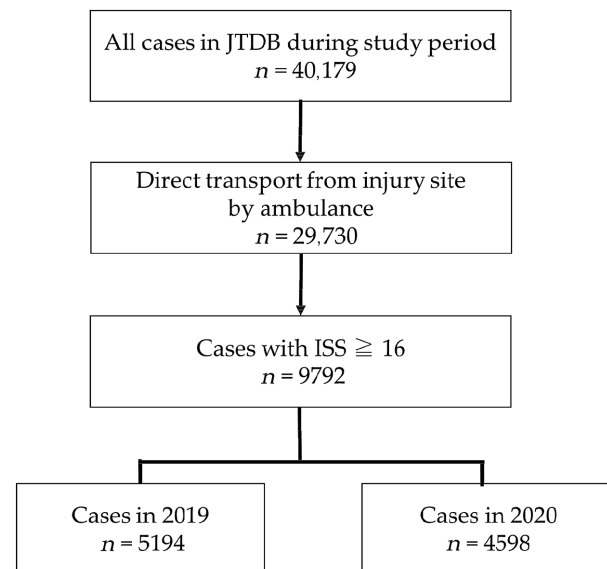 All cases in JTDB during study period
n = 40,179
Direct transport from injury site
by ambulance
n = 29,730
Cases with ISS ≧ 16
n = 9792
Cases in 2019
n = 5194
Cases in 2020
n = 4598